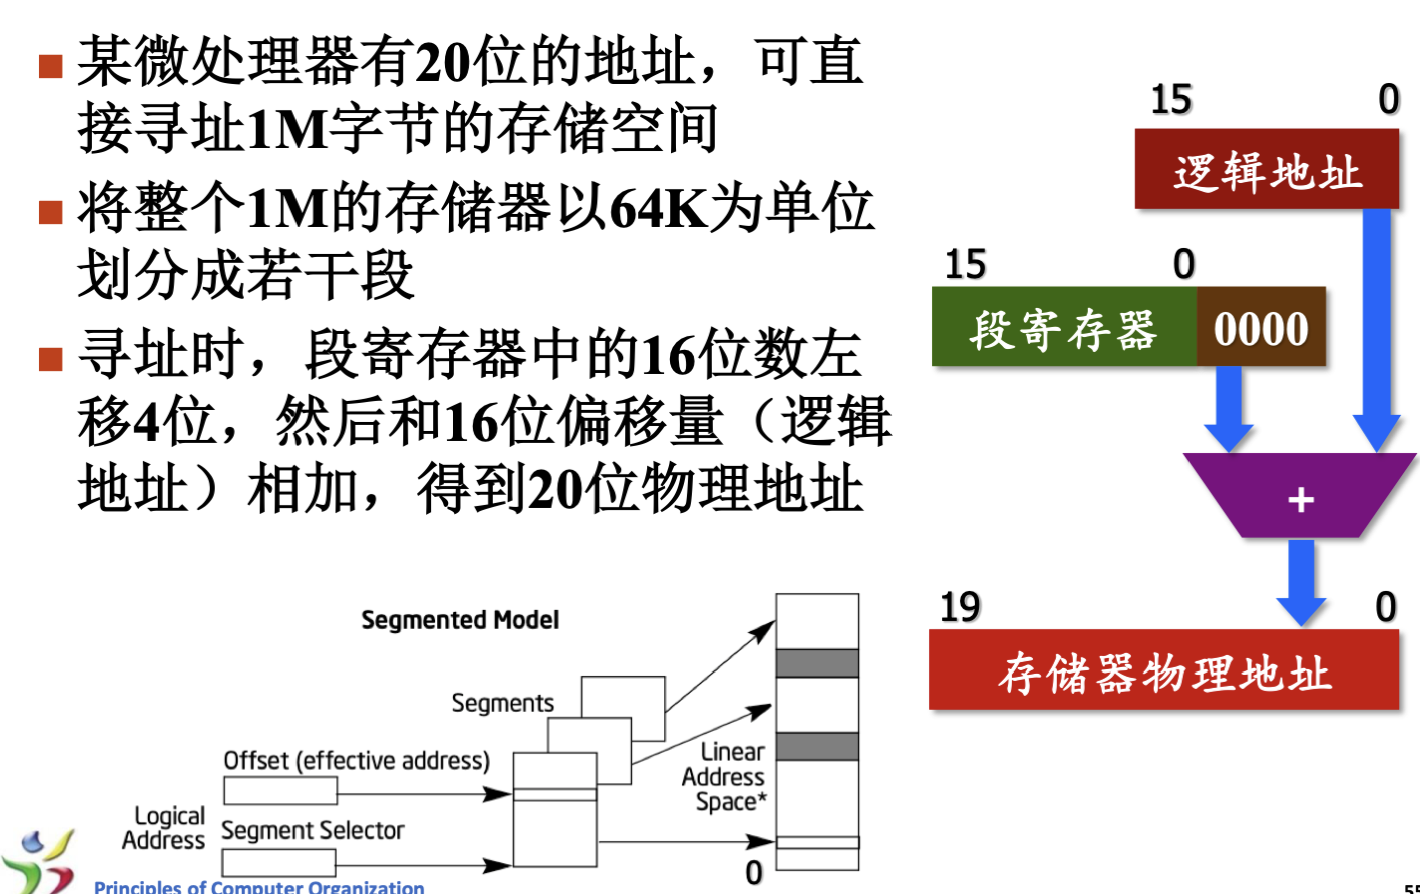 ■ 某微处理器有20位的地址，可直
接寻址1M字节的存储空间
■ 将整个1M的存储器以64K为单位
划分成若干段
■ 寻址时，段寄存器中的16位数左
移4位，然后和16位偏移量（逻辑
地址）相加，得到20位物理地址
15 0
逻辑地址
15 0
段寄存器 0000
+
19 0
存储器物理地址
Segmented Model
Segments
Offset (effective address)
Logical
Address
Segment Selector
Linear
Address
Space*
0
Principles of Computer Organization
55